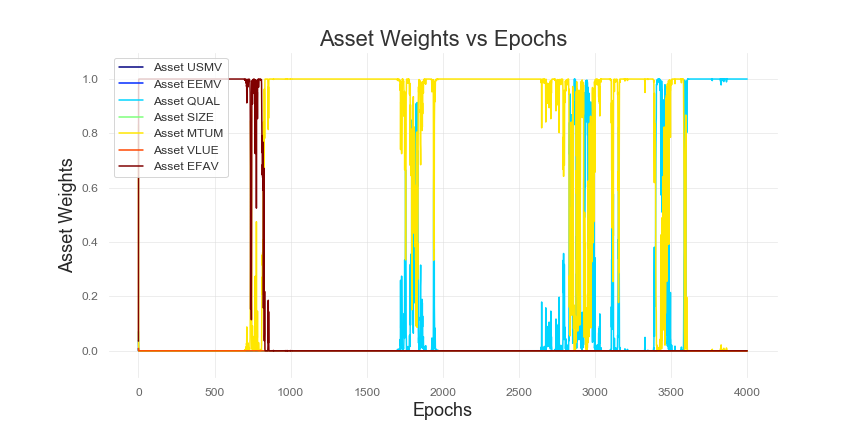 Asset Weights vs Epochs
Asset Weights
1.0
0.8
0.6
0.4
0.2
0.0
Asset USMV
Asset EEMV
Asset QUAL
Asset SIZE
Asset MTUM
Asset VLUE
Asset EFAV
0 500 1000 1500 2000 2500 3000 3500 4000
Epochs